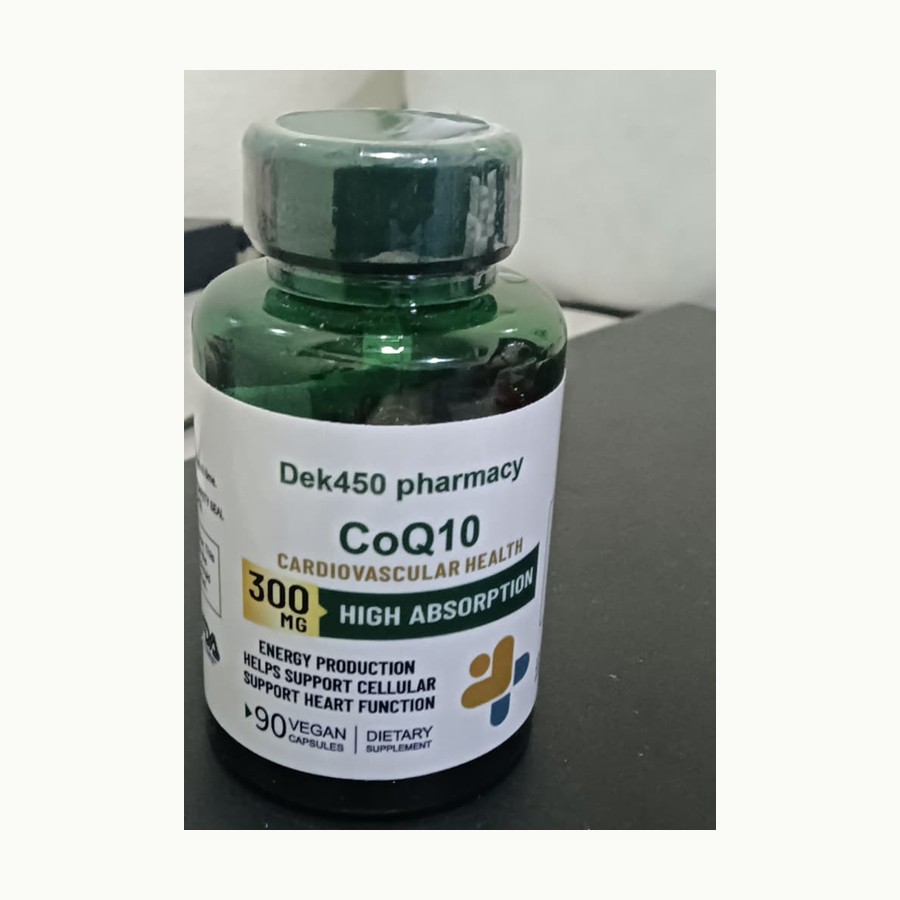 Dek450 pharmacy
CoQ10
CARDIOVASCULAR HEALTH
300
MG
HIGH ABSORPTION
ENERGY PRODUCTION
HELPS SUPPORT CELLULAR
SUPPORT HEART FUNCTION
90 VEGAN
CAPSULES
DIETARY
SUPPLEMENT
SEAL